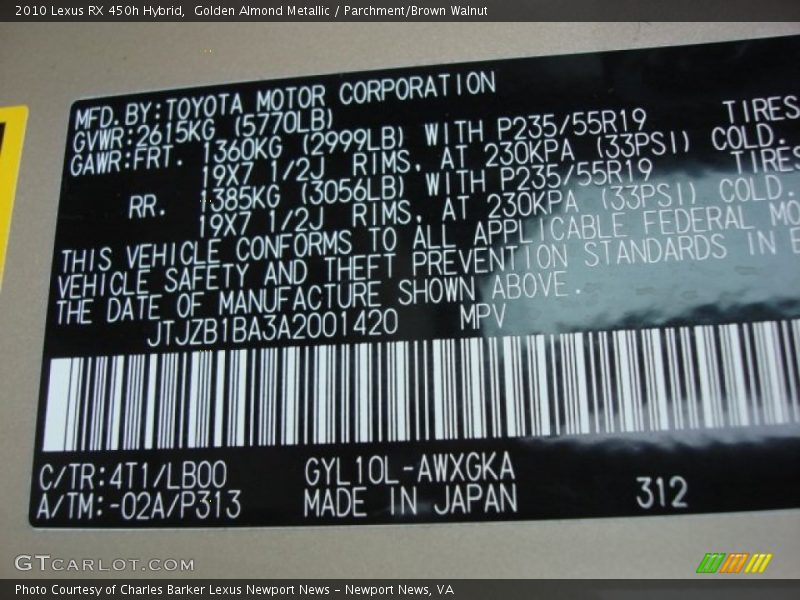 2010 Lexus RX 450h Hybrid,  Golden Almond Metallic / Parchment/Brown Walnut
MFD.BY:TOYOTA MOTOR CORPORATION
GVWR:2615KG (5770LB)
GAWR:FRT. 1360KG (2999LB) WITH P235/55R19 TIRES
19X7 1/2J RIMS, AT 230KPA (33PSI) COLD.
RR. 1385KG (3056LB) WITH P235/55R19 TIRES
19X7 1/2J RIMS, AT 230KPA (33PSI) COLD.
THIS VEHICLE CONFORMS TO ALL APPLICABLE FEDERAL MO
VEHICLE SAFETY AND THEFT PREVENTION STANDARDS IN E
THE DATE OF MANUFACTURE SHOWN ABOVE.
JTJZB1BA3A2001420 MPV
C/TR:4T1/LB00 GYL10L-AWXGKA
A/TM:-02A/P313 MADE IN JAPAN 312
GTCARLOT.COM
Photo Courtesy of Charles Barker Lexus Newport News – Newport News, VA